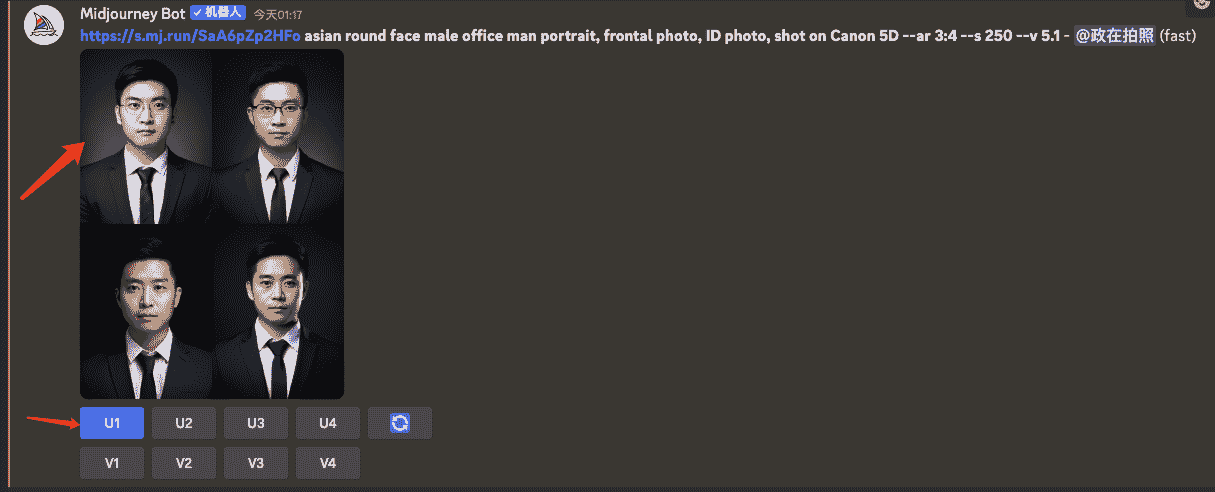 Midjourney Bot ✓ 机器人 今天01:17
https://s.mj.run/SaA6pZp2HFo asian round face male office man portrait, frontal photo, ID photo, shot on Canon 5D --ar 3:4 --s 250 --v 5.1 - @政在拍照 (fast)
U1 U2 U3 U4
V1 V2 V3 V4